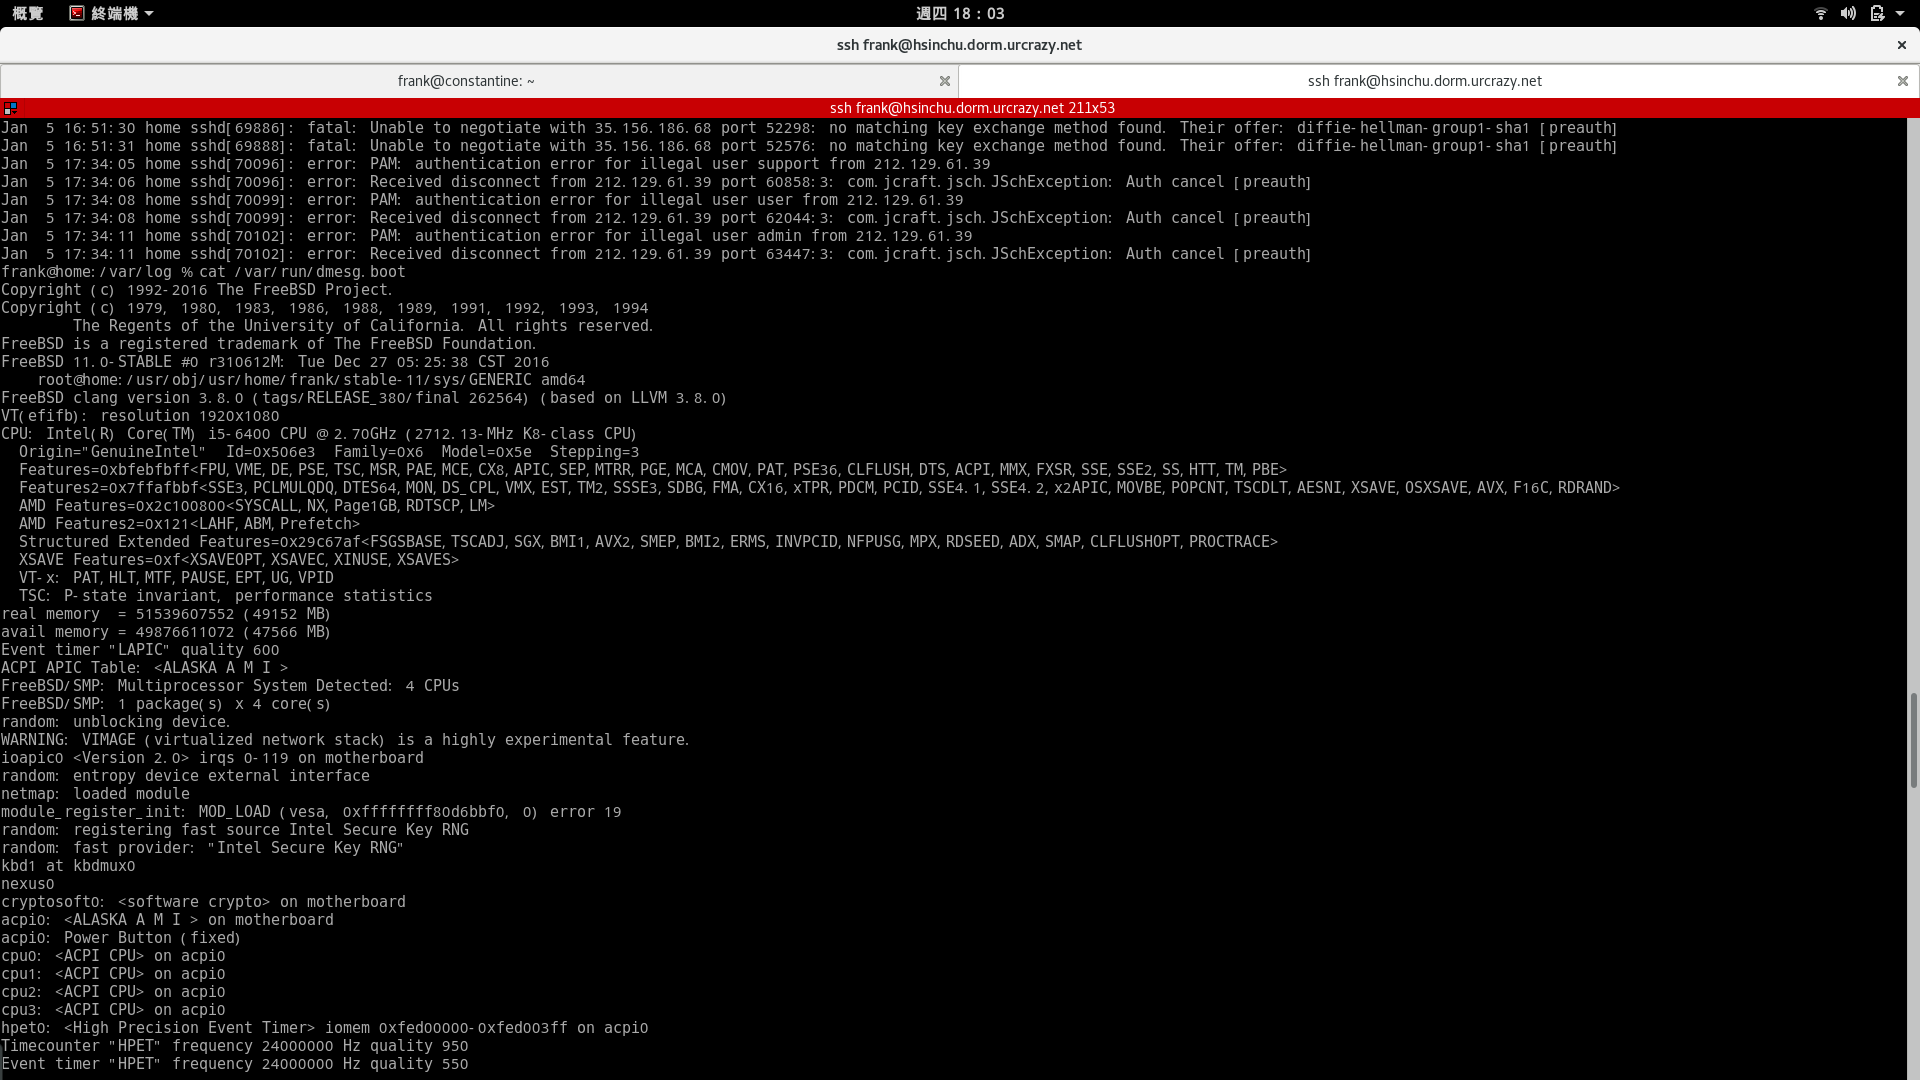 概覽 終端機 週四 18：03
ssh frank@hsinchu.dorm.urcrazy.net
frank@constantine: ~ ssh frank@hsinchu.dorm.urcrazy.net
ssh frank@hsinchu.dorm.urcrazy.net 211x53
Jan  5 16:51:30 home sshd[69886]: fatal: Unable to negotiate with 35.156.186.68 port 52298: no matching key exchange method found. Their offer: diffie-hellman-group1-sha1 [preauth]
Jan  5 16:51:31 home sshd[69888]: fatal: Unable to negotiate with 35.156.186.68 port 52576: no matching key exchange method found. Their offer: diffie-hellman-group1-sha1 [preauth]
Jan  5 17:34:05 home sshd[70096]: error: PAM: authentication error for illegal user support from 212.129.61.39
Jan  5 17:34:06 home sshd[70096]: error: Received disconnect from 212.129.61.39 port 60858:3: com.jcraft.jsch.JSchException: Auth cancel [preauth]
Jan  5 17:34:08 home sshd[70099]: error: PAM: authentication error for illegal user user from 212.129.61.39
Jan  5 17:34:08 home sshd[70099]: error: Received disconnect from 212.129.61.39 port 62044:3: com.jcraft.jsch.JSchException: Auth cancel [preauth]
Jan  5 17:34:11 home sshd[70102]: error: PAM: authentication error for illegal user admin from 212.129.61.39
Jan  5 17:34:11 home sshd[70102]: error: Received disconnect from 212.129.61.39 port 63447:3: com.jcraft.jsch.JSchException: Auth cancel [preauth]
frank@home:/var/log % cat /var/run/dmesg.boot
Copyright (c) 1992-2016 The FreeBSD Project.
Copyright (c) 1979, 1980, 1983, 1986, 1988, 1989, 1991, 1992, 1993, 1994
        The Regents of the University of California. All rights reserved.
FreeBSD is a registered trademark of The FreeBSD Foundation.
FreeBSD 11.0-STABLE #0 r310612M: Tue Dec 27 05:25:38 CST 2016
    root@home:/usr/obj/usr/home/frank/stable-11/sys/GENERIC amd64
FreeBSD clang version 3.8.0 (tags/RELEASE_380/final 262564) (based on LLVM 3.8.0)
VT(efifb): resolution 1920x1080
CPU: Intel(R) Core(TM) i5-6400 CPU @ 2.70GHz (2712.13-MHz K8-class CPU)
  Origin="GenuineIntel"  Id=0x506e3  Family=0x6  Model=0x5e  Stepping=3
  Features=0xbfebfbff<FPU,VME,DE,PSE,TSC,MSR,PAE,MCE,CX8,APIC,SEP,MTRR,PGE,MCA,CMOV,PAT,PSE36,CLFLUSH,DTS,ACPI,MMX,FXSR,SSE,SSE2,SS,HTT,TM,PBE>
  Features2=0x7ffafbbf<SSE3,PCLMULQDQ,DTES64,MON,DS_CPL,VMX,EST,TM2,SSSE3,SDBG,FMA,CX16,xTPR,PDCM,PCID,SSE4.1,SSE4.2,x2APIC,MOVBE,POPCNT,TSCDLT,AESNI,XSAVE,OSXSAVE,AVX,F16C,RDRAND>
  AMD Features=0x2c100800<SYSCALL,NX,Page1GB,RDTSCP,LM>
  AMD Features2=0x121<LAHF,ABM,Prefetch>
  Structured Extended Features=0x29c67af<FSGSBASE,TSCADJ,SGX,BMI1,AVX2,SMEP,BMI2,ERMS,INVPCID,NFPUSG,MPX,RDSEED,ADX,SMAP,CLFLUSHOPT,PROCTRACE>
  XSAVE Features=0xf<XSAVEOPT,XSAVEC,XINUSE,XSAVES>
  VT-x: PAT,HLT,MTF,PAUSE,EPT,UG,VPID
  TSC: P-state invariant, performance statistics
real memory  = 51539607552 (49152 MB)
avail memory = 49876611072 (47566 MB)
Event timer "LAPIC" quality 600
ACPI APIC Table: <ALASKA A M I >
FreeBSD/SMP: Multiprocessor System Detected: 4 CPUs
FreeBSD/SMP: 1 package(s) x 4 core(s)
random: unblocking device.
WARNING: VIMAGE (virtualized network stack) is a highly experimental feature.
ioapic0 <Version 2.0> irqs 0-119 on motherboard
random: entropy device external interface
netmap: loaded module
module_register_init: MOD_LOAD (vesa, 0xffffffff80d6bbf0, 0) error 19
random: registering fast source Intel Secure Key RNG
random: fast provider: "Intel Secure Key RNG"
kbd1 at kbdmux0
nexus0
cryptosoft0: <software crypto> on motherboard
acpi0: <ALASKA A M I > on motherboard
acpi0: Power Button (fixed)
cpu0: <ACPI CPU> on acpi0
cpu1: <ACPI CPU> on acpi0
cpu2: <ACPI CPU> on acpi0
cpu3: <ACPI CPU> on acpi0
hpet0: <High Precision Event Timer> iomem 0xfed00000-0xfed003ff on acpi0
Timecounter "HPET" frequency 24000000 Hz quality 950
Event timer "HPET" frequency 24000000 Hz quality 550